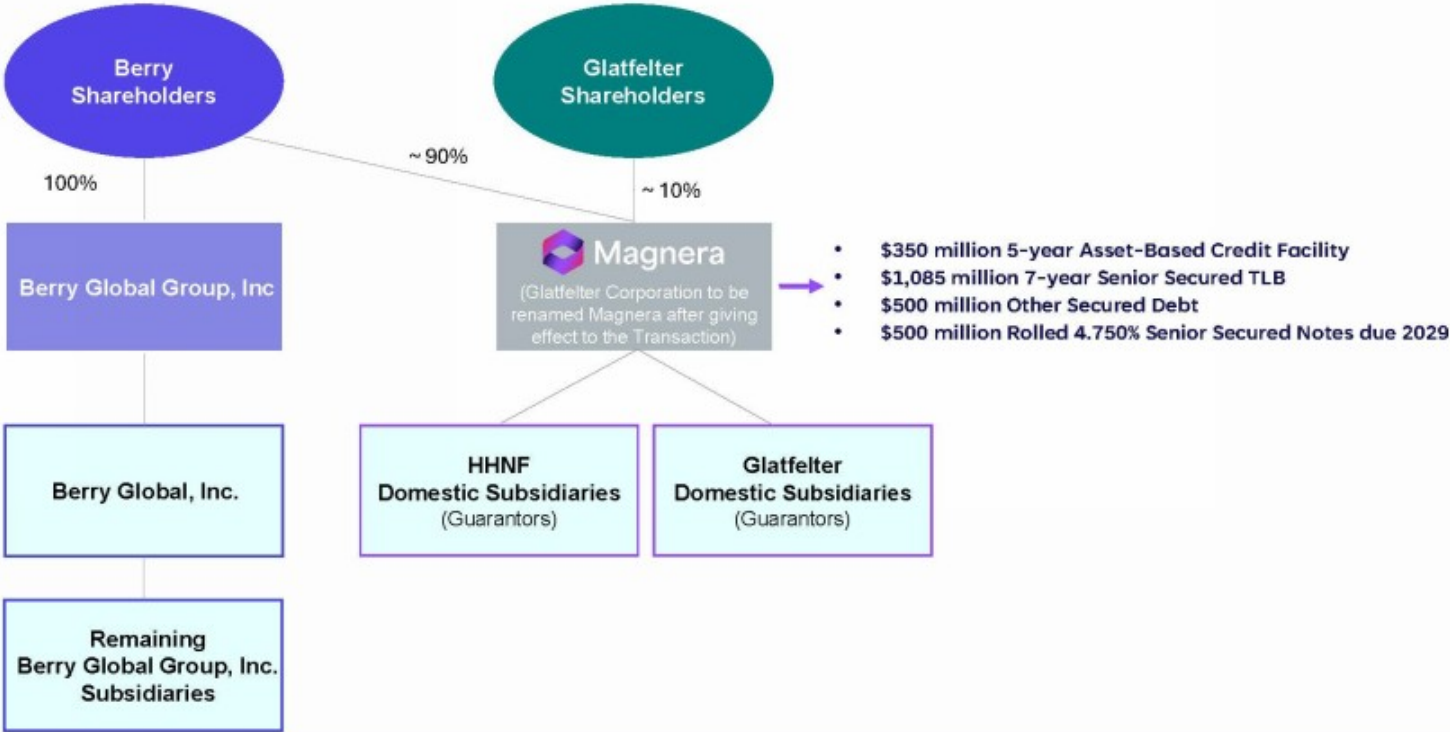 Berry
Shareholders
Glatfelter
Shareholders
100%
~ 90%
~ 10%
Berry Global Group, Inc
Magnera
(Glatfelter Corporation to be
renamed Magnera after giving
effect to the Transaction)
• $350 million 5-year Asset-Based Credit Facility
• $1,085 million 7-year Senior Secured TLB
• $500 million Other Secured Debt
• $500 million Rolled 4.750% Senior Secured Notes due 2029
Berry Global, Inc.
HHNF
Domestic Subsidiaries
(Guarantors)
Glatfelter
Domestic Subsidiaries
(Guarantors)
Remaining
Berry Global Group, Inc.
Subsidiaries